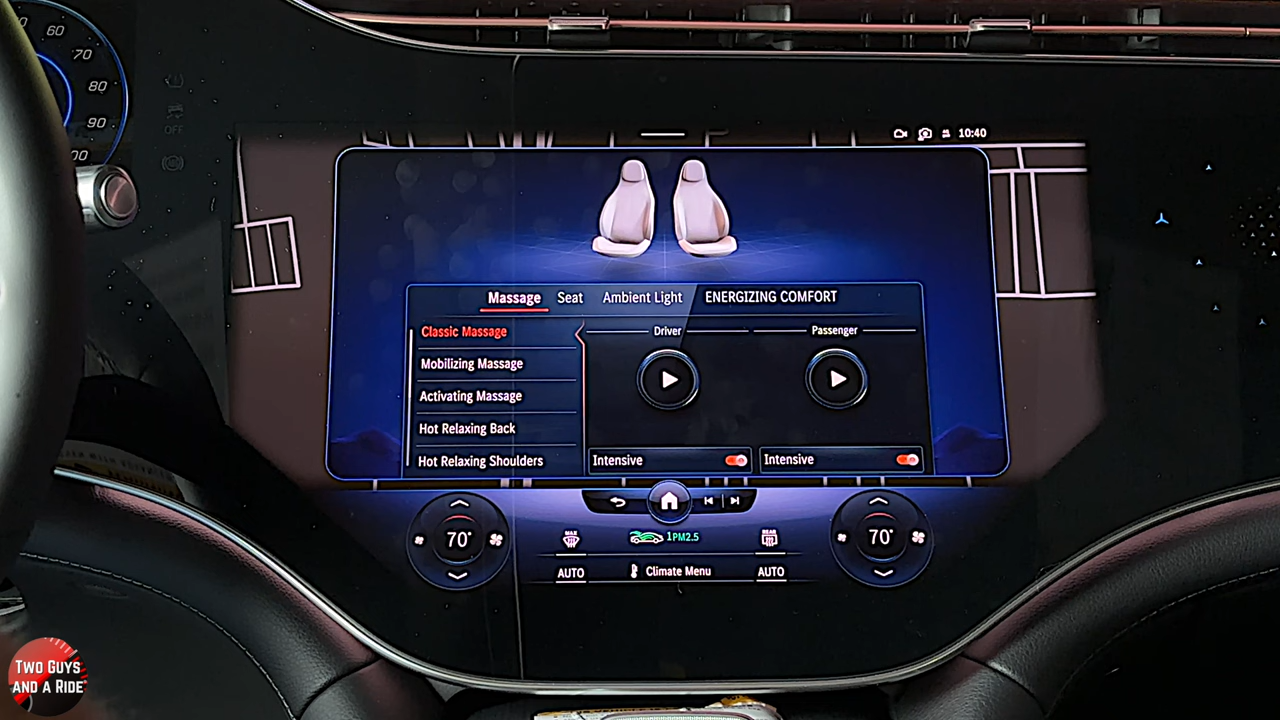 60
70
80
90
OFF
10:40
Massage Seat Ambient Light ENERGIZING COMFORT
Classic Massage
Mobilizing Massage
Activating Massage
Hot Relaxing Back
Hot Relaxing Shoulders
Driver Passenger
Intensive Intensive
70° 70°
MAX 1PM2.5 REAR
AUTO Climate Menu AUTO
TWO GUYS
AND A RIDE